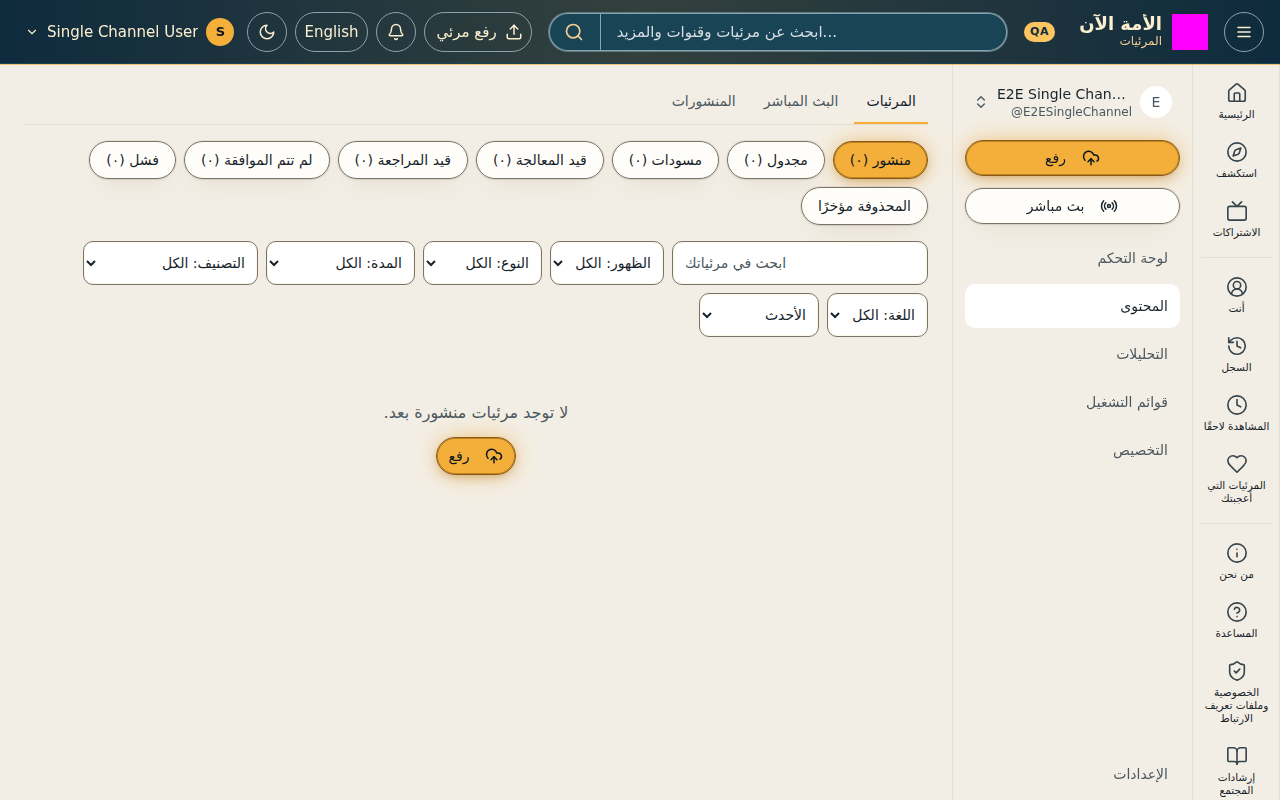 الأمة الآن
المرئيات
QA
ابحث عن مرئيات وقنوات والمزيد...
رفع مرئي
English
S
Single Channel User
الرئيسية
استكشف
الاشتراكات
أنت
السجل
المشاهدة لاحقًا
المرئيات التي
أعجبتك
من نحن
المساعدة
الخصوصية
وملفات تعريف
الارتباط
إرشادات
المجتمع
E
E2E Single Chan...
@E2ESingleChannel
رفع
بث مباشر
لوحة التحكم
المحتوى
التحليلات
قوائم التشغيل
التخصيص
الإعدادات
المرئيات
البث المباشر
المنشورات
منشور (٠)
مجدول (٠)
مسودات (٠)
قيد المعالجة (٠)
قيد المراجعة (٠)
لم تتم الموافقة (٠)
فشل (٠)
المحذوفة مؤخرًا
ابحث في مرئياتك
الظهور: الكل
النوع: الكل
المدة: الكل
التصنيف: الكل
اللغة: الكل
الأحدث
لا توجد مرئيات منشورة بعد.
رفع